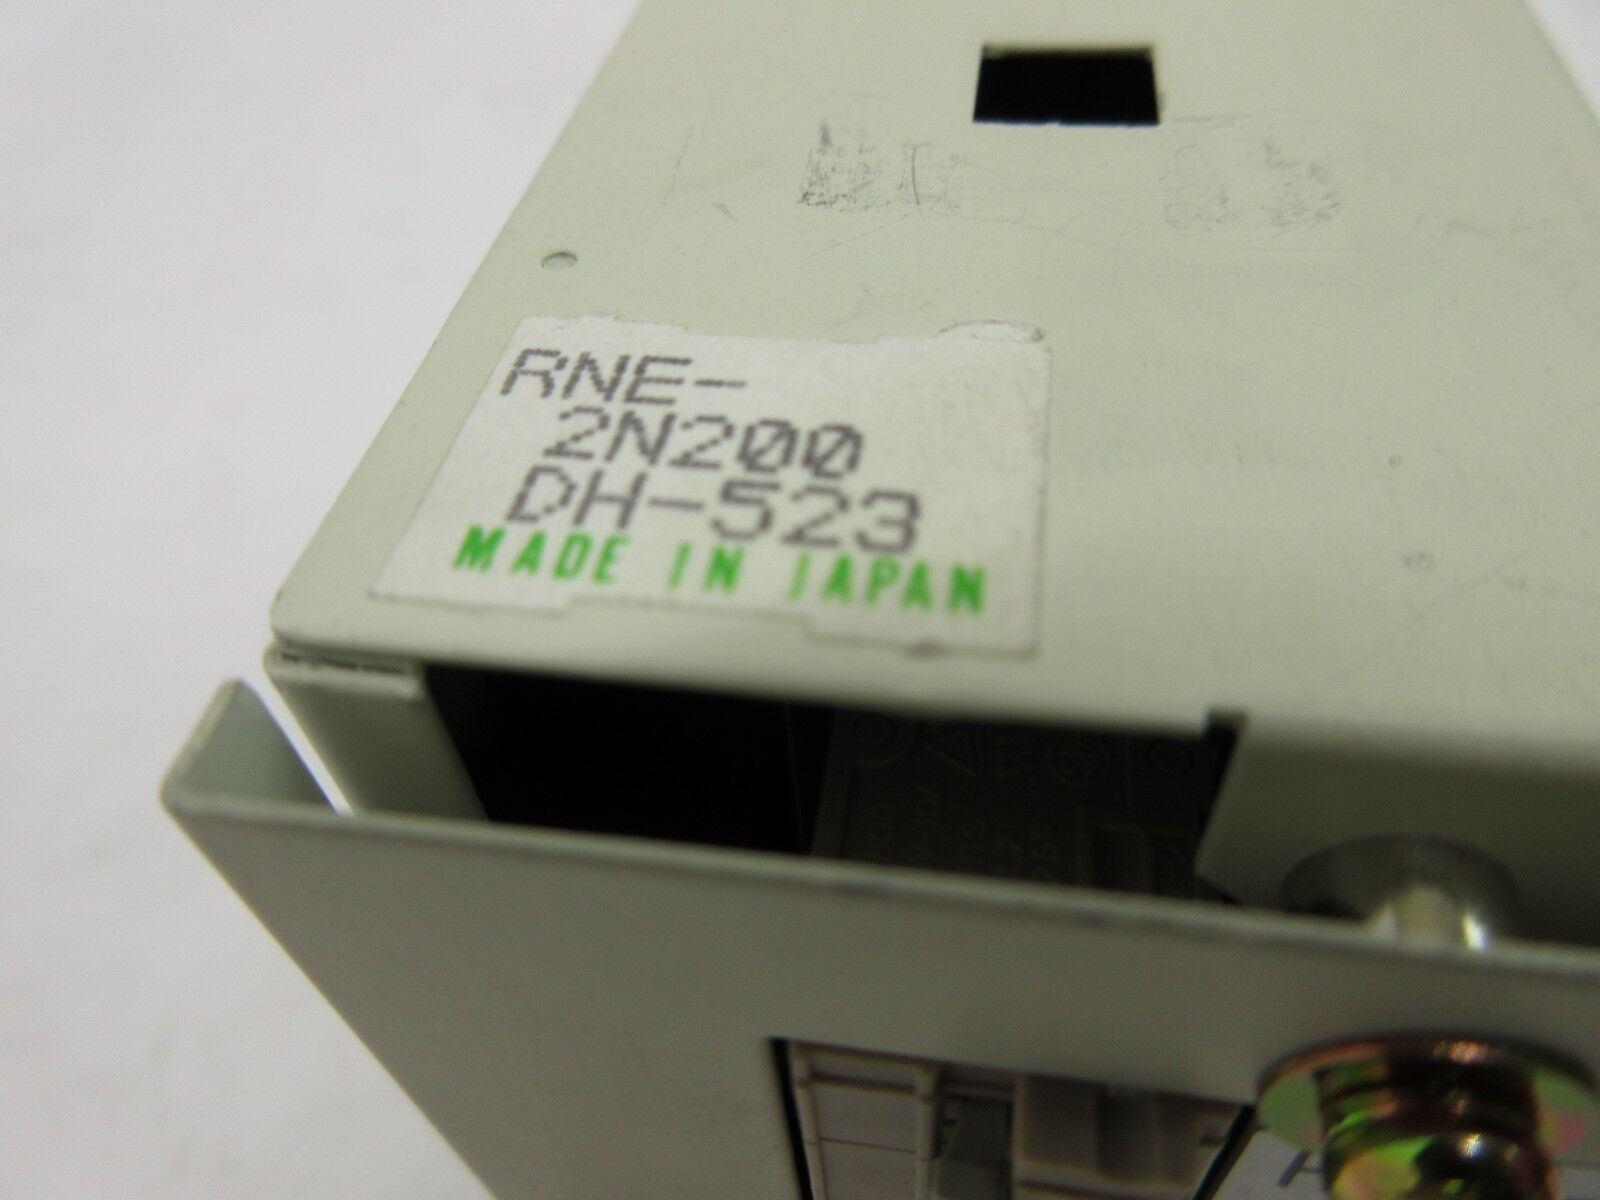 RNE-
2N200
DH-523
MADE IN JAPAN